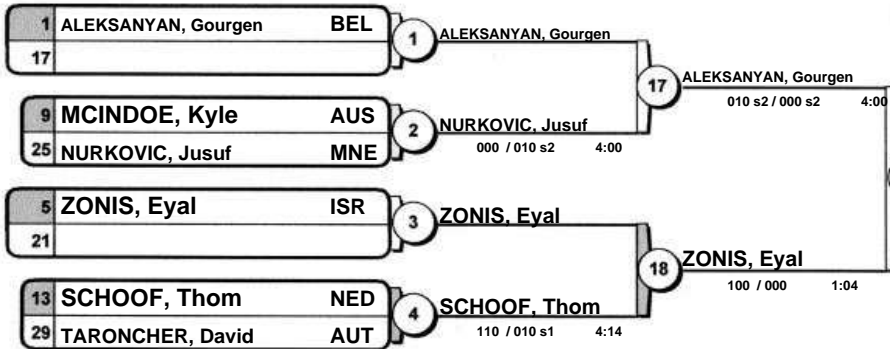 1 ALEKSANYAN, Gourgen BEL
17
1
ALEKSANYAN, Gourgen
9 MCINDOE, Kyle AUS
25 NURKOVIC, Jusuf MNE
2
NURKOVIC, Jusuf
000 / 010 s2 4:00
17
ALEKSANYAN, Gourgen
010 s2 / 000 s2 4:00
5 ZONIS, Eyal ISR
21
3
ZONIS, Eyal
13 SCHOOF, Thom NED
29 TARONCHER, David AUT
4
SCHOOF, Thom
110 / 010 s1 4:14
18
ZONIS, Eyal
100 / 000 1:04